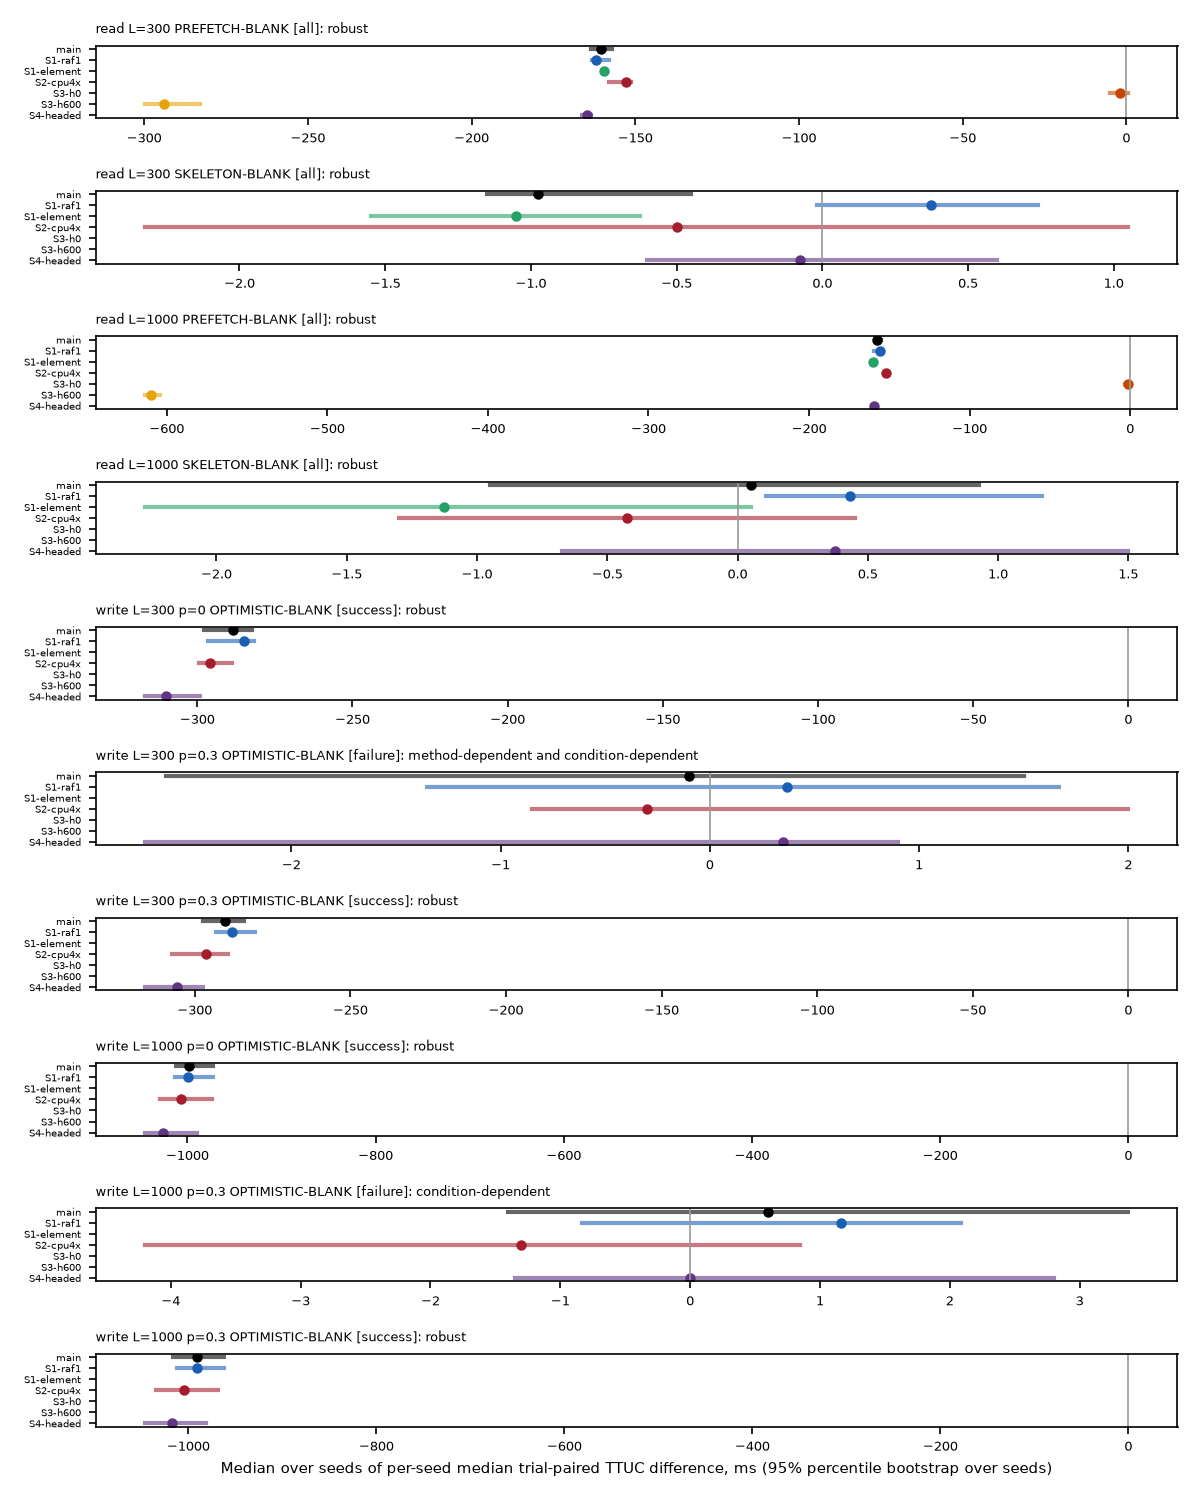 read L=300 PREFETCH-BLANK [all]: robust
main
S1-raf1
S1-element
S2-cpu4x
S3-h0
S3-h600
S4-headed
−300 −250 −200 −150 −100 −50 0
read L=300 SKELETON-BLANK [all]: robust
main
S1-raf1
S1-element
S2-cpu4x
S3-h0
S3-h600
S4-headed
−2.0 −1.5 −1.0 −0.5 0.0 0.5 1.0
read L=1000 PREFETCH-BLANK [all]: robust
main
S1-raf1
S1-element
S2-cpu4x
S3-h0
S3-h600
S4-headed
−600 −500 −400 −300 −200 −100 0
read L=1000 SKELETON-BLANK [all]: robust
main
S1-raf1
S1-element
S2-cpu4x
S3-h0
S3-h600
S4-headed
−2.0 −1.5 −1.0 −0.5 0.0 0.5 1.0 1.5
write L=300 p=0 OPTIMISTIC-BLANK [success]: robust
main
S1-raf1
S1-element
S2-cpu4x
S3-h0
S3-h600
S4-headed
−300 −250 −200 −150 −100 −50 0
write L=300 p=0.3 OPTIMISTIC-BLANK [failure]: method-dependent and condition-dependent
main
S1-raf1
S1-element
S2-cpu4x
S3-h0
S3-h600
S4-headed
−2 −1 0 1 2
write L=300 p=0.3 OPTIMISTIC-BLANK [success]: robust
main
S1-raf1
S1-element
S2-cpu4x
S3-h0
S3-h600
S4-headed
−300 −250 −200 −150 −100 −50 0
write L=1000 p=0 OPTIMISTIC-BLANK [success]: robust
main
S1-raf1
S1-element
S2-cpu4x
S3-h0
S3-h600
S4-headed
−1000 −800 −600 −400 −200 0
write L=1000 p=0.3 OPTIMISTIC-BLANK [failure]: condition-dependent
main
S1-raf1
S1-element
S2-cpu4x
S3-h0
S3-h600
S4-headed
−4 −3 −2 −1 0 1 2 3
write L=1000 p=0.3 OPTIMISTIC-BLANK [success]: robust
main
S1-raf1
S1-element
S2-cpu4x
S3-h0
S3-h600
S4-headed
−1000 −800 −600 −400 −200 0
Median over seeds of per-seed median trial-paired TTUC difference, ms (95% percentile bootstrap over seeds)